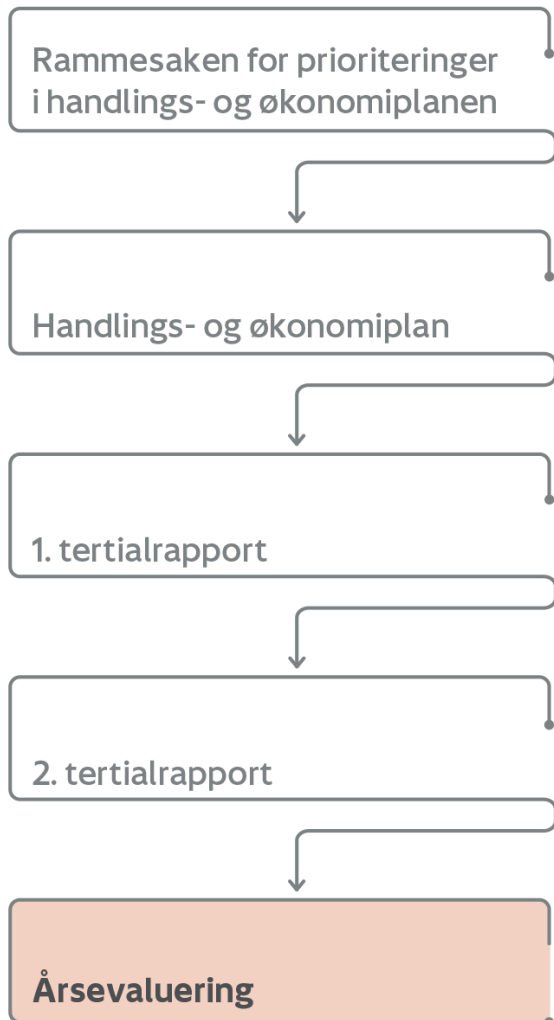 Rammesaken for prioriteringer
i handlings- og økonomiplanen
Handlings- og økonomiplan
1. tertialrapport
2. tertialrapport
Årsevaluering